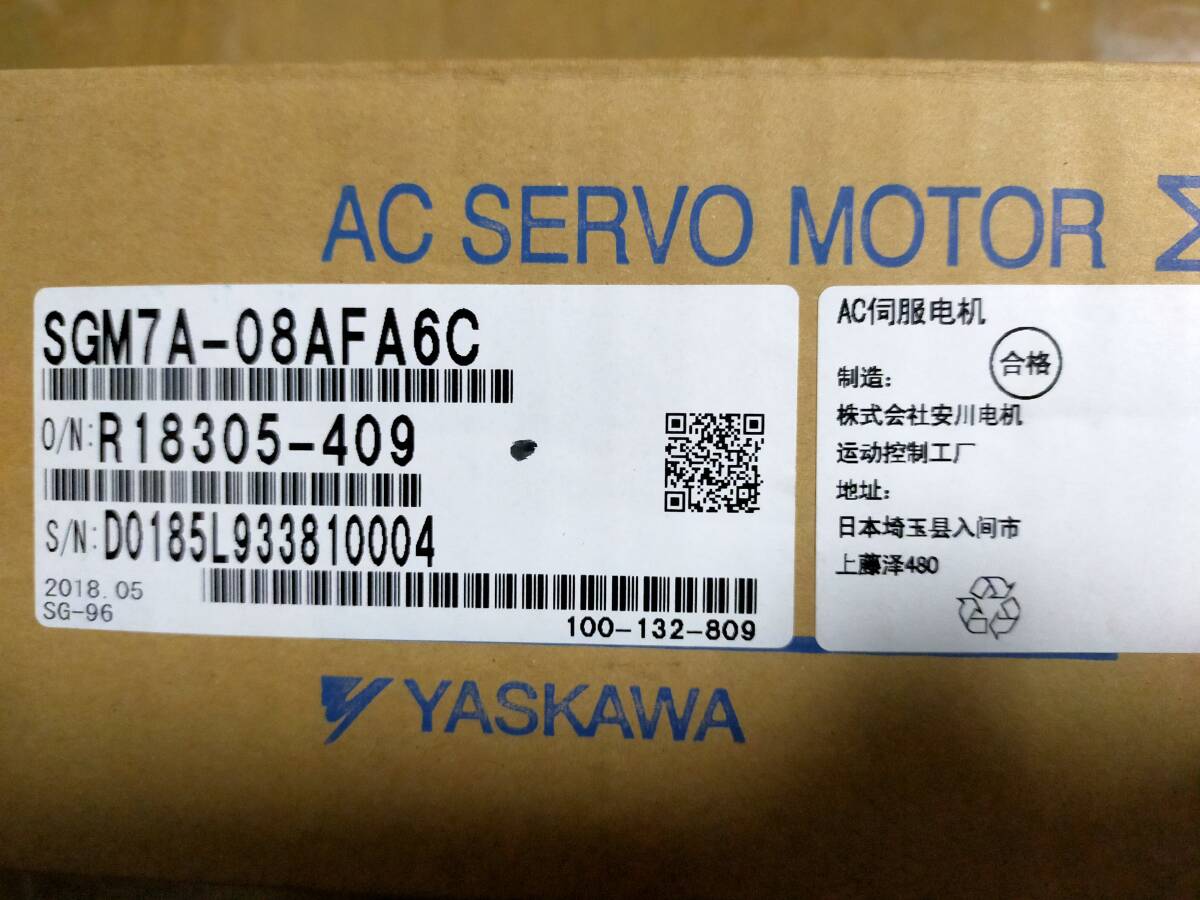 AC SERVO MOTOR Σ
SGM7A-08AFA6C
O/N:R18305-409
S/N:D0185L933810004
2018.05
SG-96
100-132-809
AC伺服电机
合格
制造：
株式会社安川电机
运动控制工厂
地址：
日本埼玉县入间市
上藤泽480
YASKAWA